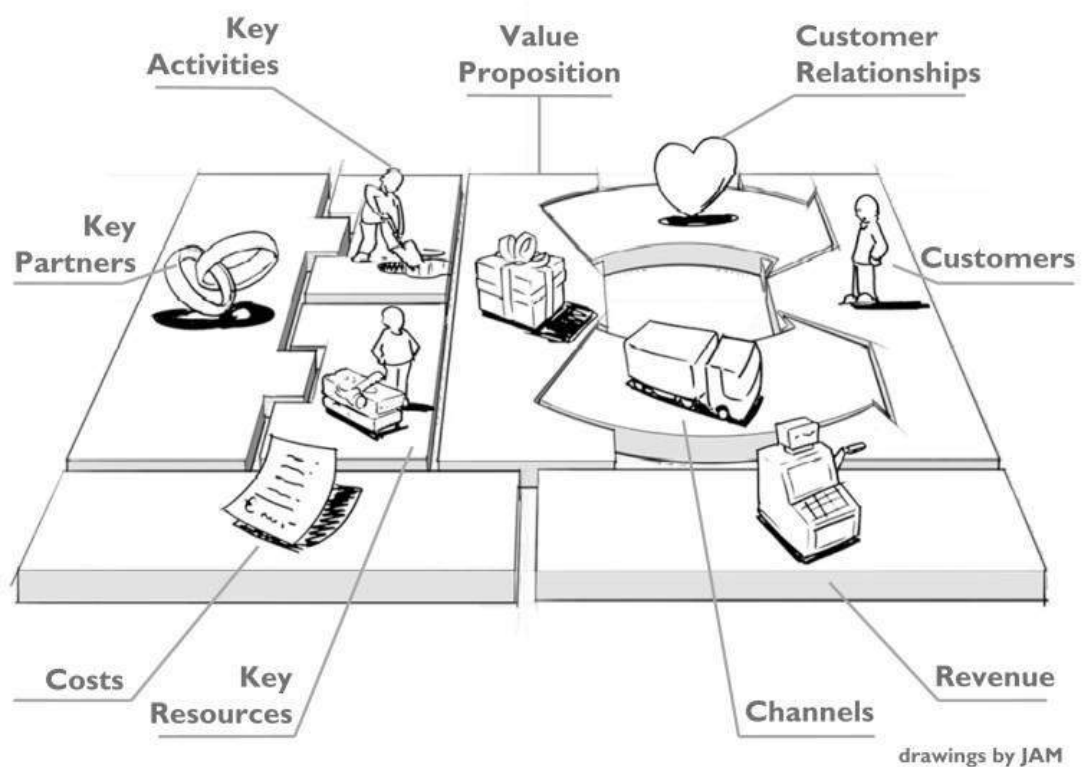 Key
Activities
Value
Proposition
Customer
Relationships
Key
Partners
Customers
Costs
Key
Resources
Channels
Revenue
drawings by JAM